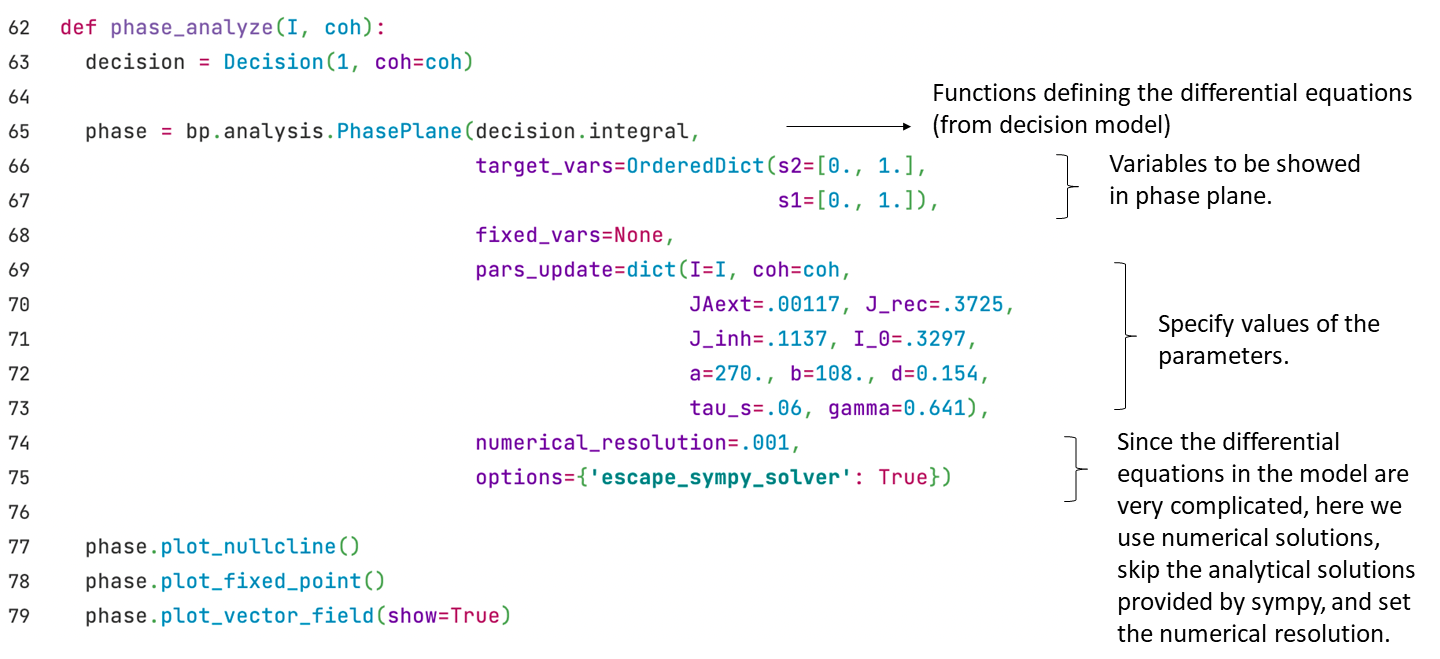 62 def phase_analyze(I, coh):
63 decision = Decision(1, coh=coh)
64
65 phase = bp.analysis.PhasePlane(decision.integral,
66 target_vars=OrderedDict(s2=[0., 1.],
67 s1=[0., 1.]),
68 fixed_vars=None,
69 pars_update=dict(I=I, coh=coh,
70 JAext=.00117, J_rec=.3725,
71 J_inh=.1137, I_0=.3297,
72 a=270., b=108., d=0.154,
73 tau_s=.06, gamma=0.641),
74 numerical_resolution=.001,
75 options={'escape_sympy_solver': True})
76
77 phase.plot_nullcline()
78 phase.plot_fixed_point()
79 phase.plot_vector_field(show=True)
Functions defining the differential equations
(from decision model)
Variables to be showed
in phase plane.
Specify values of the
parameters.
Since the differential
equations in the model are
very complicated, here we
use numerical solutions,
skip the analytical solutions
provided by sympy, and set
the numerical resolution.